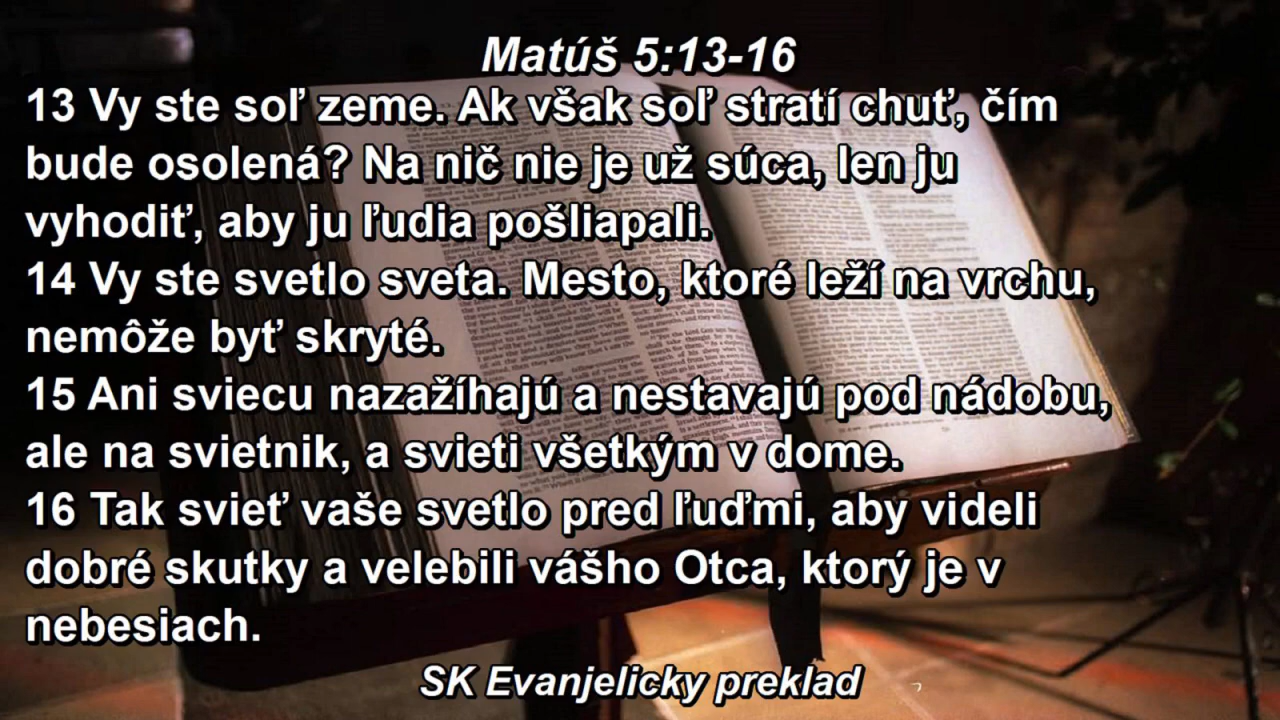 Matúš 5:13-16
13 Vy ste soľ zeme. Ak však soľ stratí chuť, čím
bude osolená? Na nič nie je už súca, len ju
vyhodiť, aby ju ľudia pošliapali.
14 Vy ste svetlo sveta. Mesto, ktoré leží na vrchu,
nemôže byť skryté.
15 Ani sviecu nazažíhajú a nestavajú pod nádobu,
ale na svietnik, a svieti všetkým v dome.
16 Tak svieť vaše svetlo pred ľuďmi, aby videli
dobré skutky a velebili vášho Otca, ktorý je v
nebesiach.
SK Evanjelicky preklad